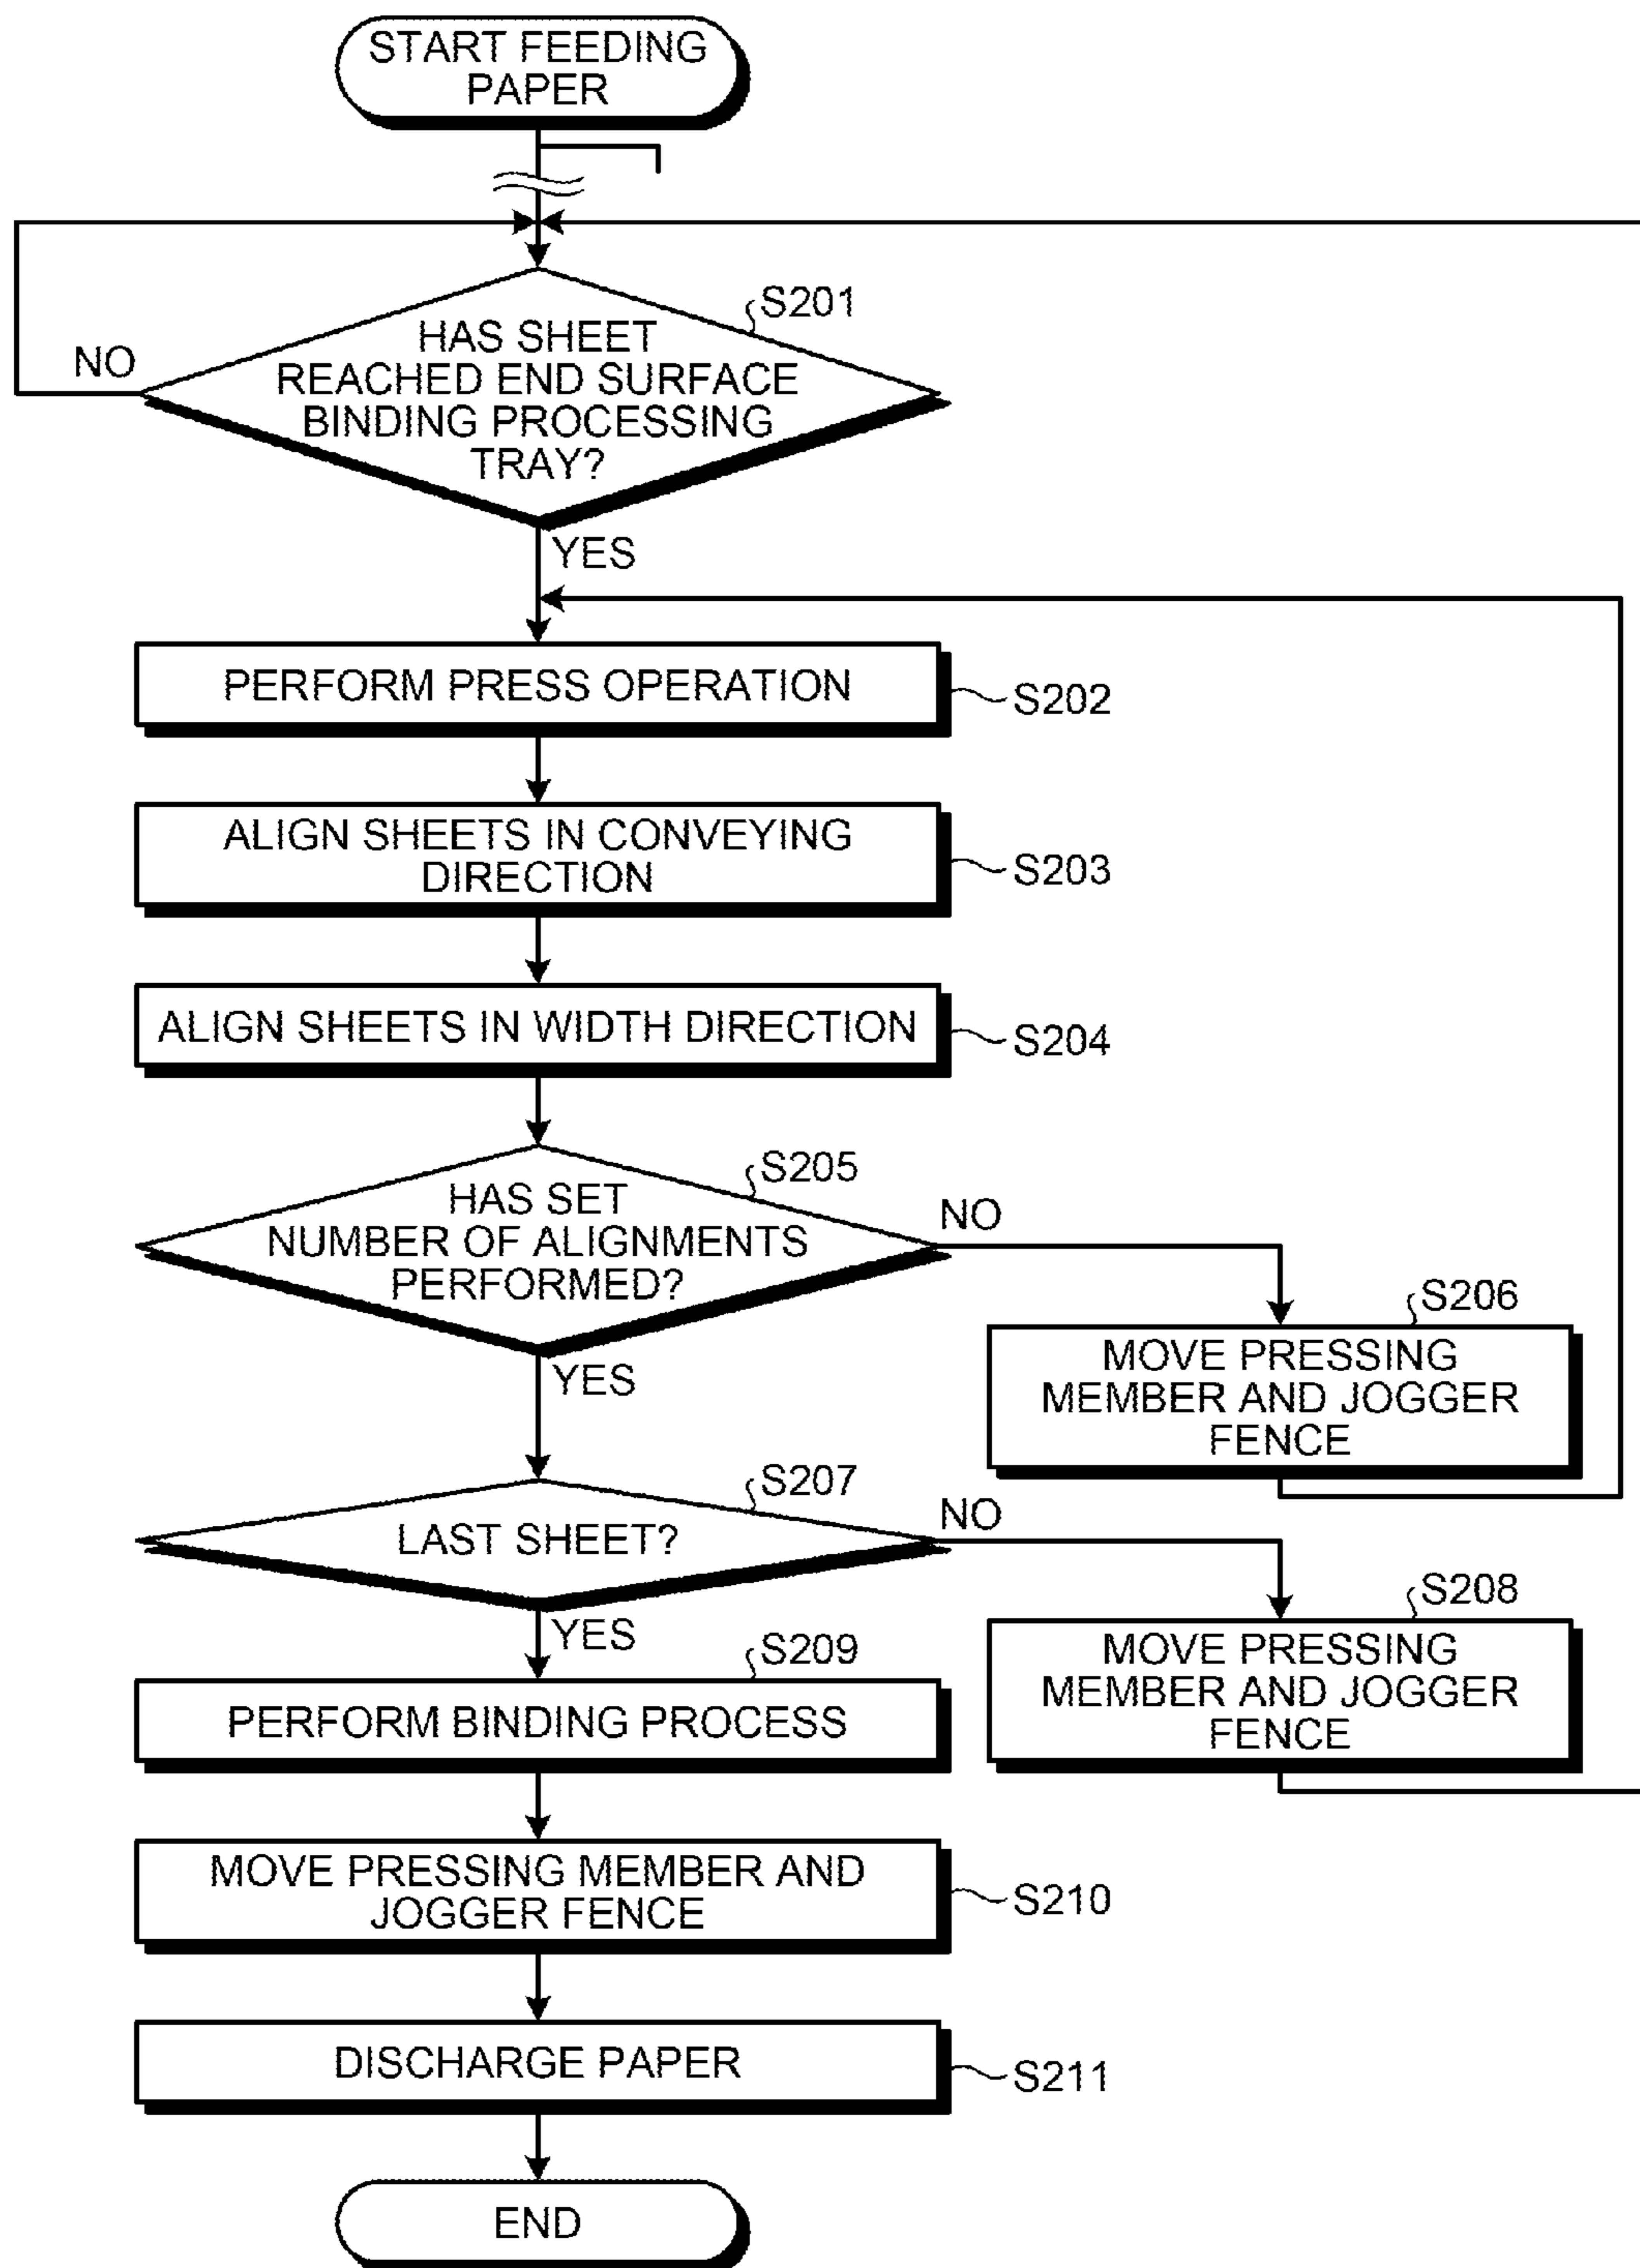 START FEEDING
PAPER
S201
HAS SHEET
REACHED END SURFACE
BINDING PROCESSING
TRAY?
NO
YES
PERFORM PRESS OPERATION
S202
ALIGN SHEETS IN CONVEYING
DIRECTION
S203
ALIGN SHEETS IN WIDTH DIRECTION
S204
S205
HAS SET
NUMBER OF ALIGNMENTS
PERFORMED?
NO
YES
S206
MOVE PRESSING
MEMBER AND JOGGER
FENCE
S207
LAST SHEET?
NO
YES
S208
MOVE PRESSING
MEMBER AND JOGGER
FENCE
S209
PERFORM BINDING PROCESS
MOVE PRESSING MEMBER AND
JOGGER FENCE
S210
DISCHARGE PAPER
S211
END